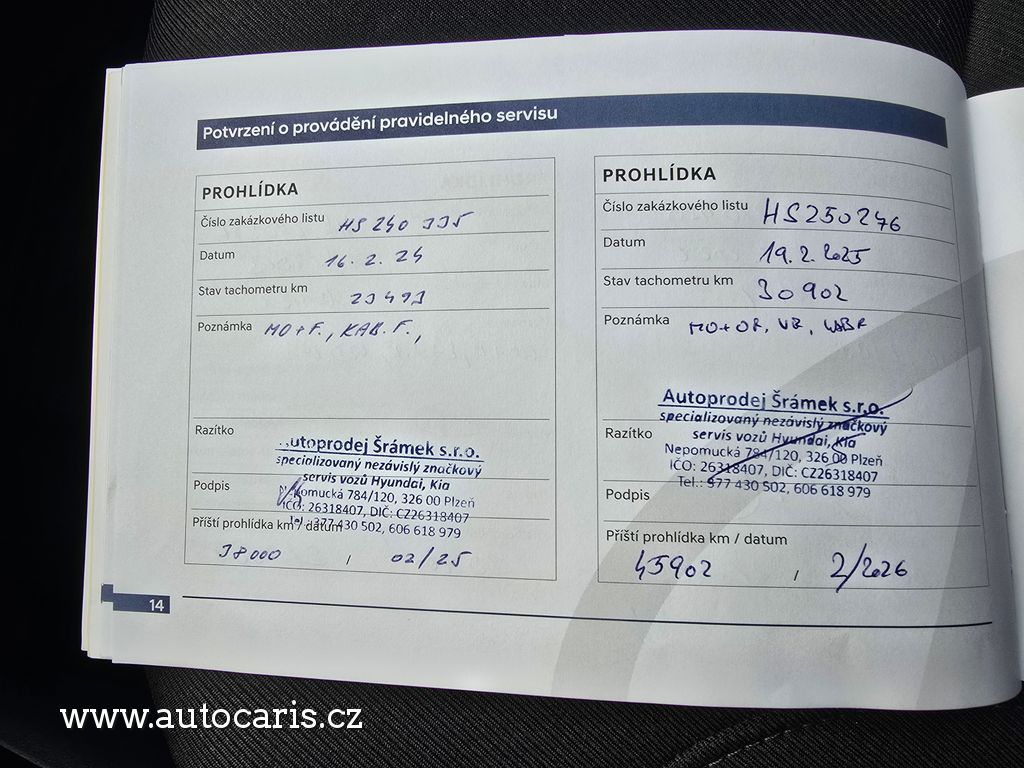 Potvrzení o provádění pravidelného servisu
PROHLÍDKA
Číslo zakázkového listu HS 240 335
Datum 16. 2. 24
Stav tachometru km 23493
Poznámka MO+F., KAB. F.,
Razítko
Autoprodej Šrámek s.r.o.
specializovaný nezávislý značkový
servis vozů Hyundai, Kia
Podpis
Nepomucká 784/120, 326 00 Plzeň
IČO: 26318407, DIČ: CZ26318407
Tel.: 377 430 502, 606 618 979
Příští prohlídka km / datum
38000 / 02/25
PROHLÍDKA
Číslo zakázkového listu HS250246
Datum 19. 2. 2025
Stav tachometru km 30902
Poznámka MO+OF,
Autoprodej Šrámek s.r.o.
specializovaný nezávislý značkový
Razítko
servis vozů Hyundai, Kia
Nepomucká 784/120, 326 00 Plzeň
IČO: 26318407, DIČ: CZ26318407
Tel.: 377 430 502, 606 618 979
Podpis
Příští prohlídka km / datum
45902 / 2/2026
14
www.autocaris.cz